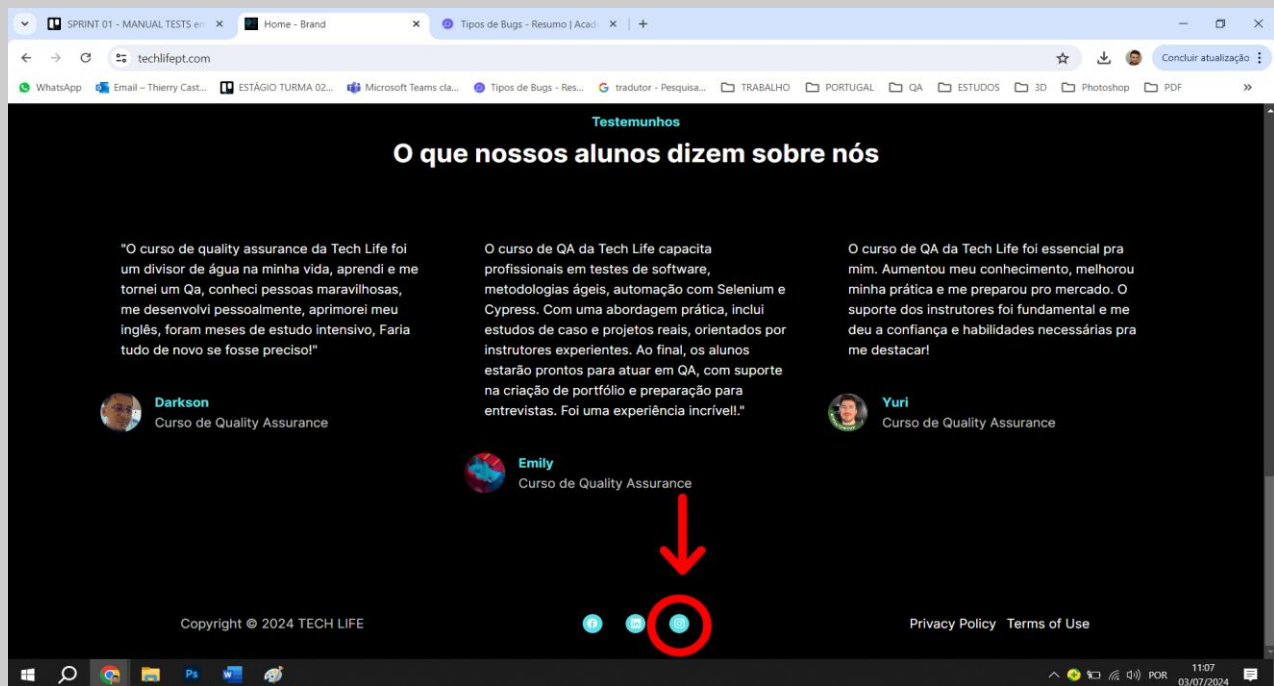 SPRINT 01 - MANUAL TESTS en
Home - Brand
Tipos de Bugs - Resumo | Acad
techlifept.com
Concluir atualização
WhatsApp
Email – Thierry Cast...
ESTÁGIO TURMA 02...
Microsoft Teams cla...
Tipos de Bugs - Res...
tradutor - Pesquisa...
TRABALHO
PORTUGAL
QA
ESTUDOS
3D
Photoshop
PDF
Testemunhos
O que nossos alunos dizem sobre nós
"O curso de quality assurance da Tech Life foi
um divisor de água na minha vida, aprendi e me
tornei um Qa, conheci pessoas maravilhosas,
me desenvolvi pessoalmente, aprimorei meu
inglês, foram meses de estudo intensivo, Faria
tudo de novo se fosse preciso!"
Darkson
Curso de Quality Assurance
O curso de QA da Tech Life capacita
profissionais em testes de software,
metodologias ágeis, automação com Selenium e
Cypress. Com uma abordagem prática, inclui
estudos de caso e projetos reais, orientados por
instrutores experientes. Ao final, os alunos
estarão prontos para atuar em QA, com suporte
na criação de portfólio e preparação para
entrevistas. Foi uma experiência incrível!."
Emily
Curso de Quality Assurance
O curso de QA da Tech Life foi essencial pra
mim. Aumentou meu conhecimento, melhorou
minha prática e me preparou pro mercado. O
suporte dos instrutores foi fundamental e me
deu a confiança e habilidades necessárias pra
me destacar!
Yuri
Curso de Quality Assurance
Copyright © 2024 TECH LIFE
Privacy Policy
Terms of Use
Ps
W
POR
11:07
03/07/2024